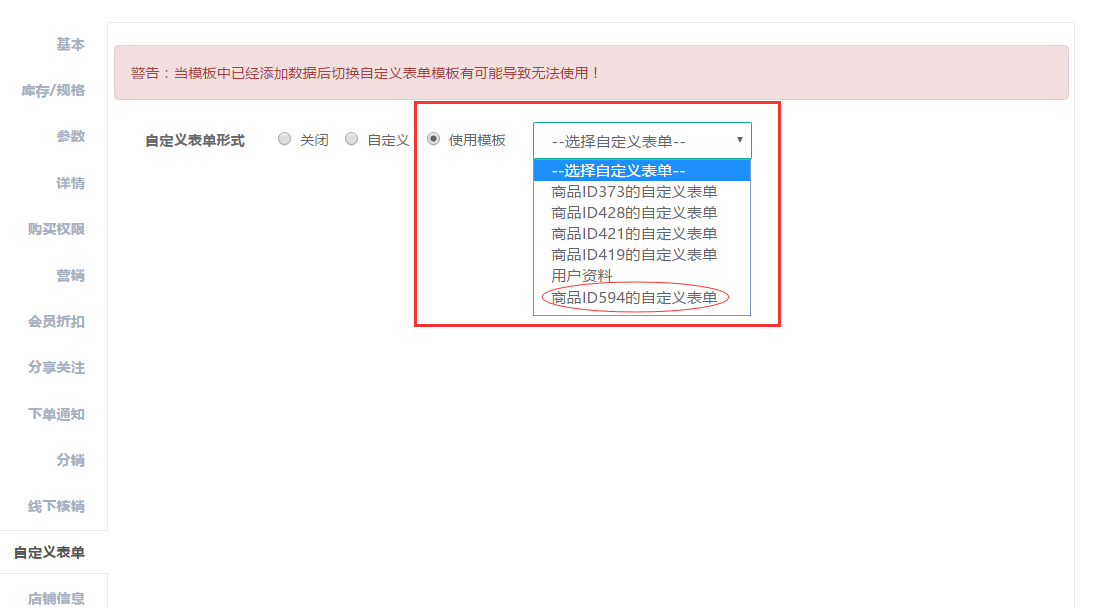 基本
库存/规格
参数
详情
购买权限
营销
会员折扣
分享关注
下单通知
分销
线下核销
自定义表单
店铺信息
警告：当模板中已经添加数据后切换自定义表单模板有可能导致无法使用！
自定义表单形式 关闭 自定义 使用模板 --选择自定义表单--
--选择自定义表单--
商品ID373的自定义表单
商品ID428的自定义表单
商品ID421的自定义表单
商品ID419的自定义表单
用户资料
商品ID594的自定义表单